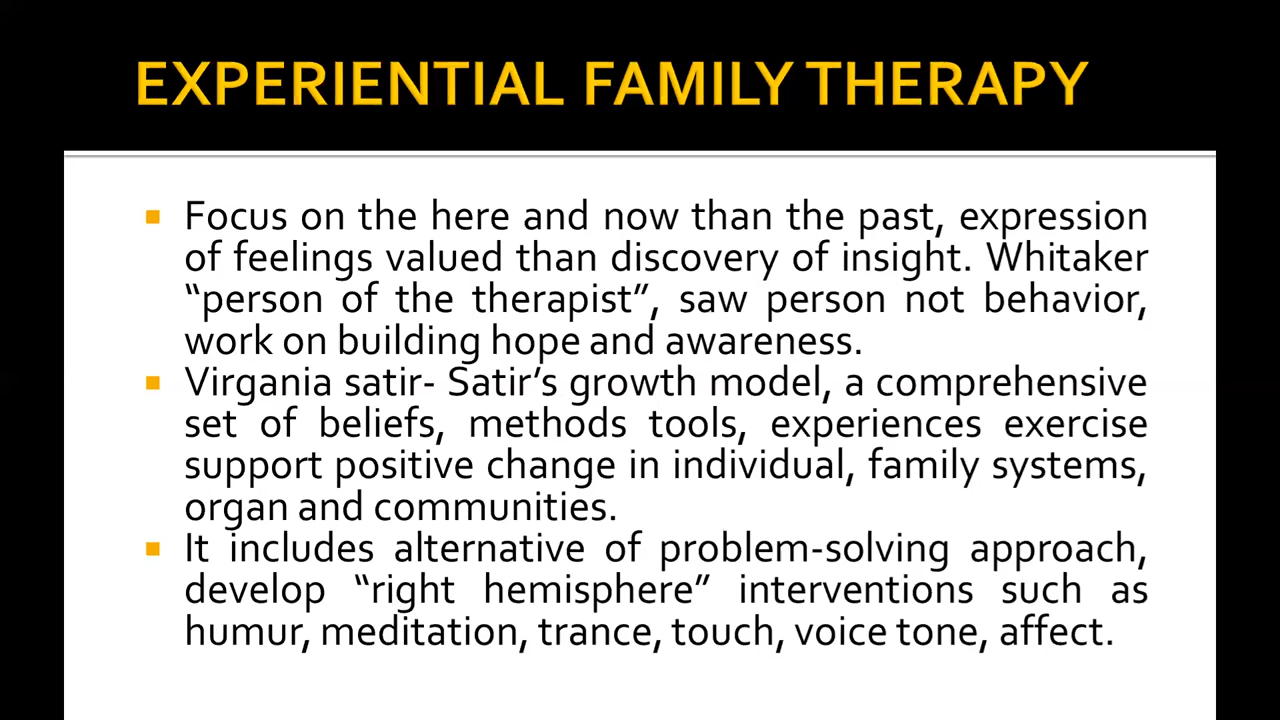 EXPERIENTIAL FAMILY THERAPY
Focus on the here and now than the past, expression
of feelings valued than discovery of insight. Whitaker
“person of the therapist”, saw person not behavior,
work on building hope and awareness.
Virgania satir- Satir’s growth model, a comprehensive
set of beliefs, methods tools, experiences exercise
support positive change in individual, family systems,
organ and communities.
It includes alternative of problem-solving approach,
develop “right hemisphere” interventions such as
humur, meditation, trance, touch, voice tone, affect.